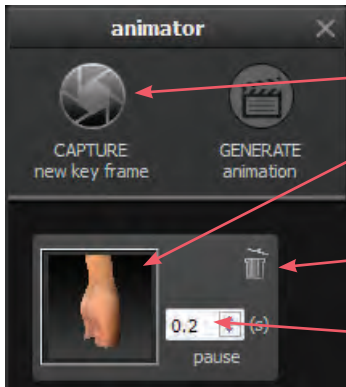 animator
CAPTURE
new key frame
GENERATE
animation
0.2 (s)
pause